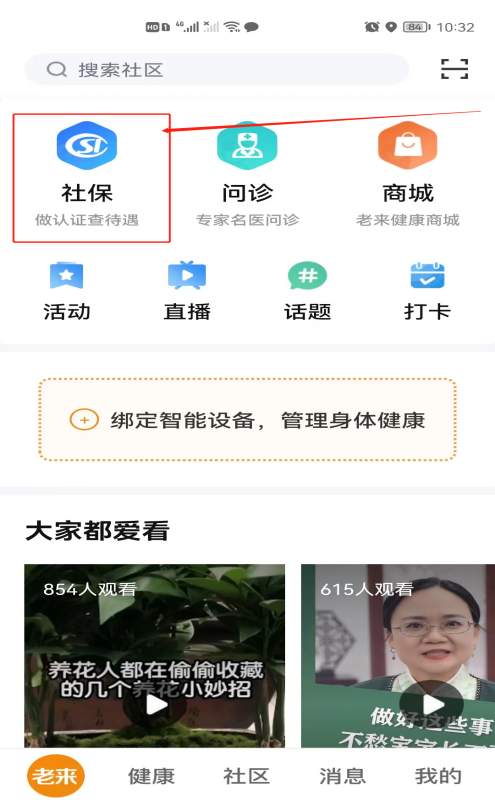 HD 1 46 84 10:32
搜索社区
社保 问诊 商城
做认证查待遇 专家名医问诊 老来健康商城
活动 直播 话题 打卡
绑定智能设备，管理身体健康
大家都爱看
854人观看 615人观看
养花人都在偷偷收藏
的几个养花小妙招
做好这些事
老来 健康 社区 消息 我的